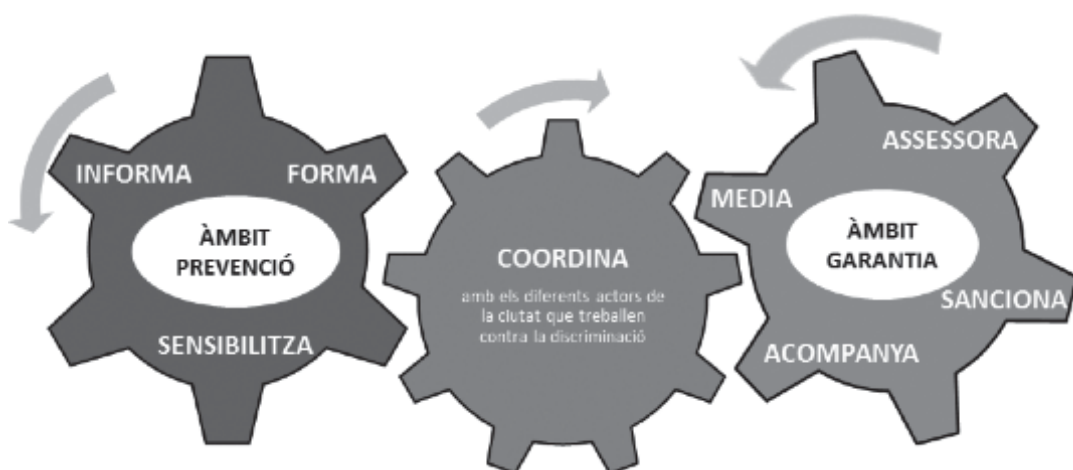 INFORMA
FORMA
ÀMBIT
PREVENCIÓ
SENSIBILITZA
COORDINA
amb els diferents actors de
la ciutat que treballen
contra la discriminació
ASSESSORA
MEDIA
ÀMBIT
GARANTIA
SANCIONA
ACOMPANYA